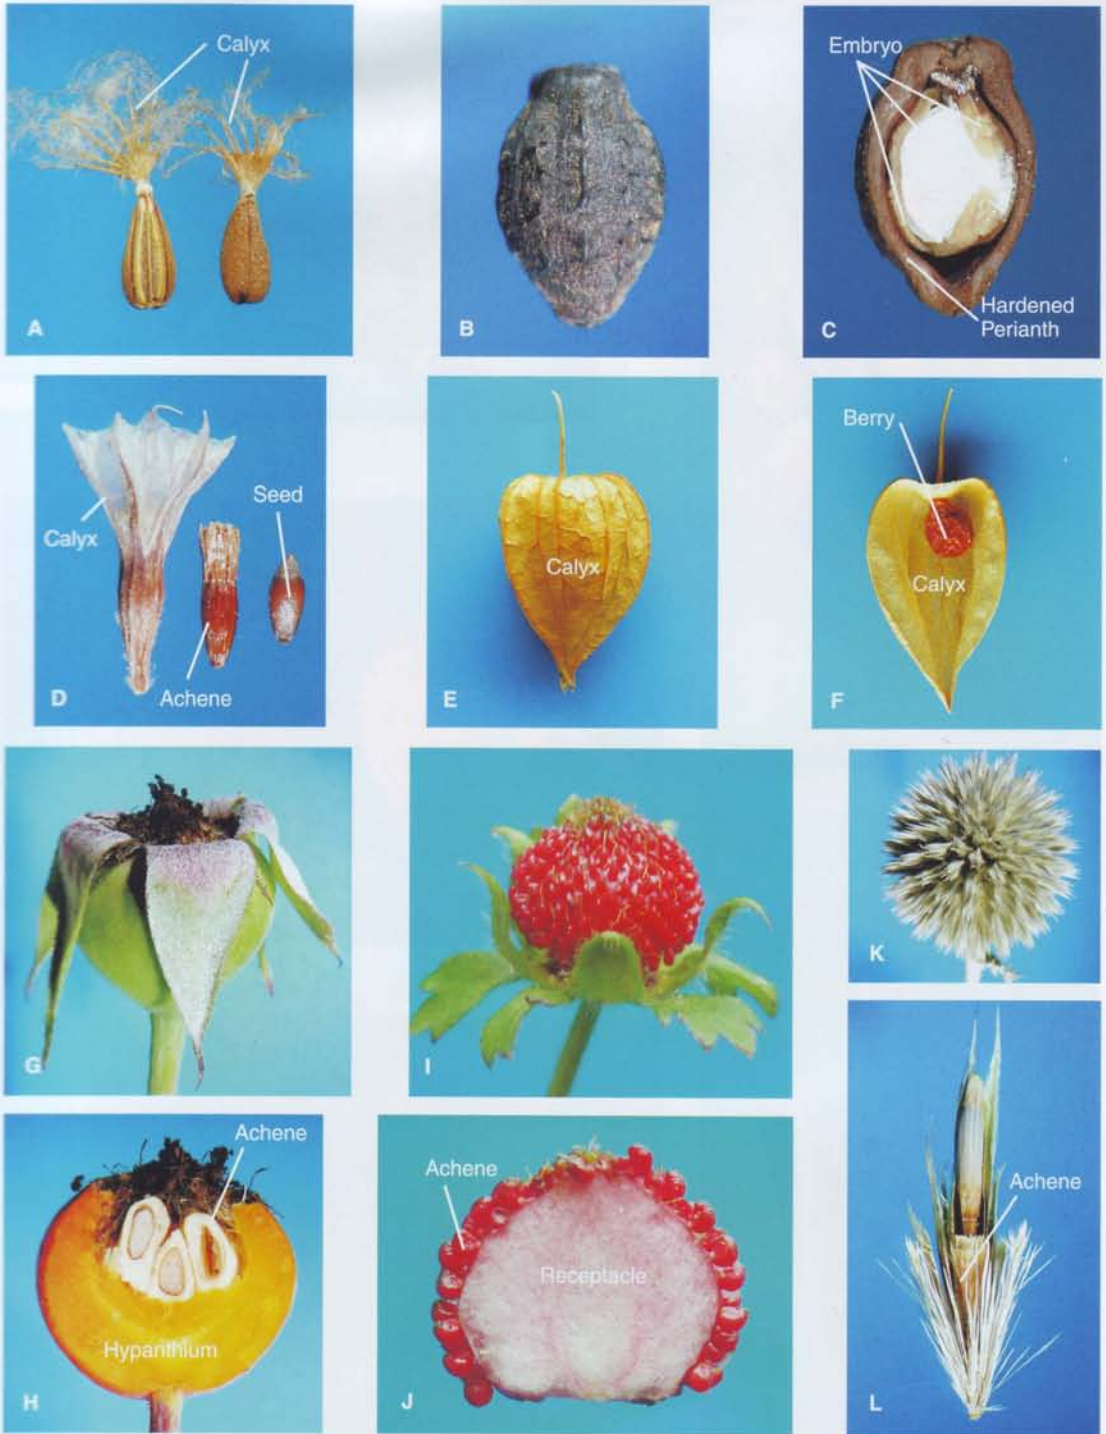 Calyx
A
B
Embryo
Hardened
Perianth
C
Calyx
Seed
Achene
D
Calyx
E
Berry
Calyx
F
G
I
K
Achene
Hypanthium
H
Achene
Receptacle
J
Achene
L